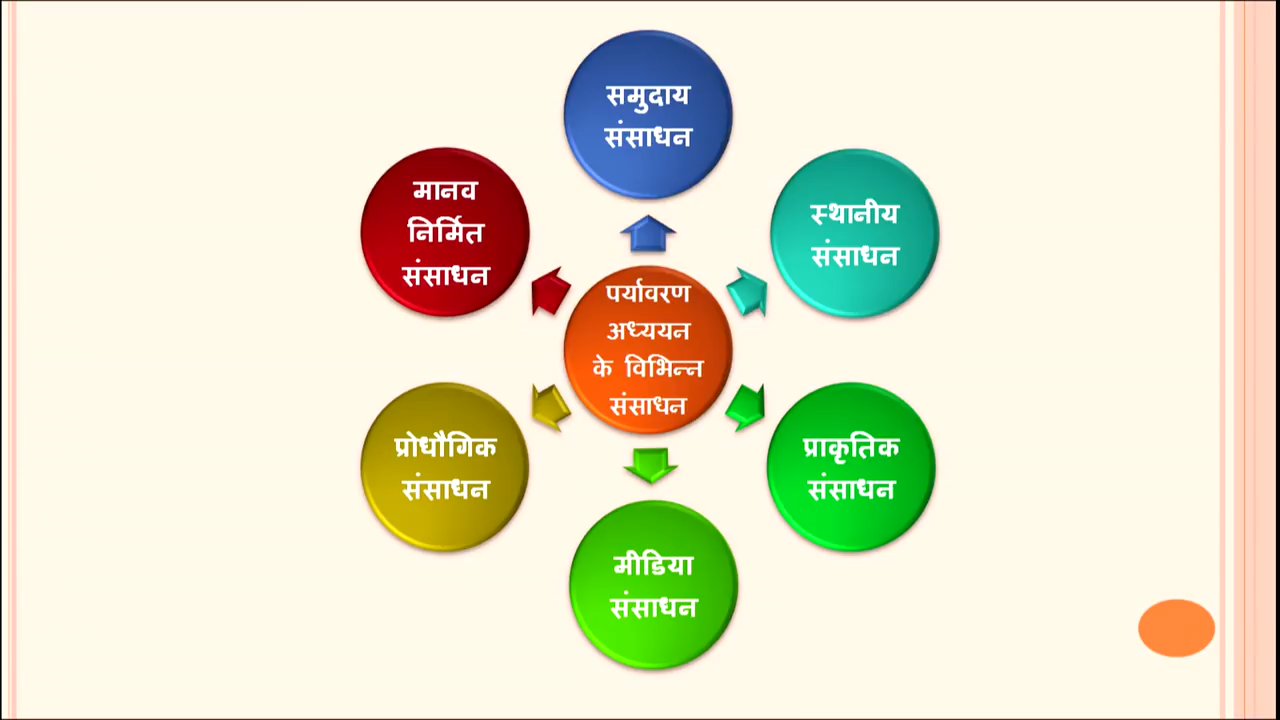 समुदाय
संसाधन
स्थानीय
संसाधन
प्राकृतिक
संसाधन
मीडिया
संसाधन
प्रोधौगिक
संसाधन
मानव
निर्मित
संसाधन
पर्यावरण
अध्ययन
के विभिन्न
संसाधन